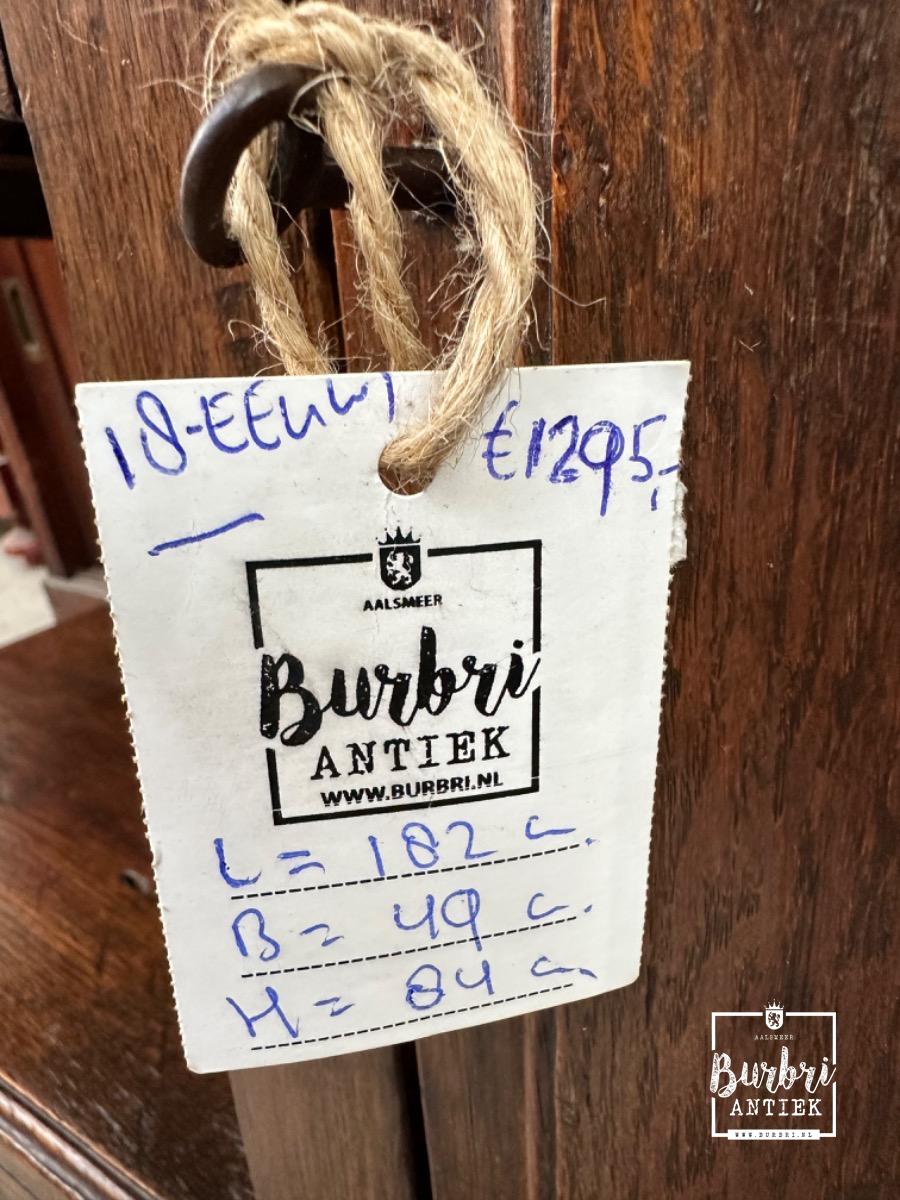 18-EEUW
€1295,-
AALSMEER
Burbri
ANTIEK
WWW.BURBRI.NL
L = 182 c.
B = 49 c.
H = 84 c.
AALSMEER
Burbri
ANTIEK
WWW.BURBRI.NL